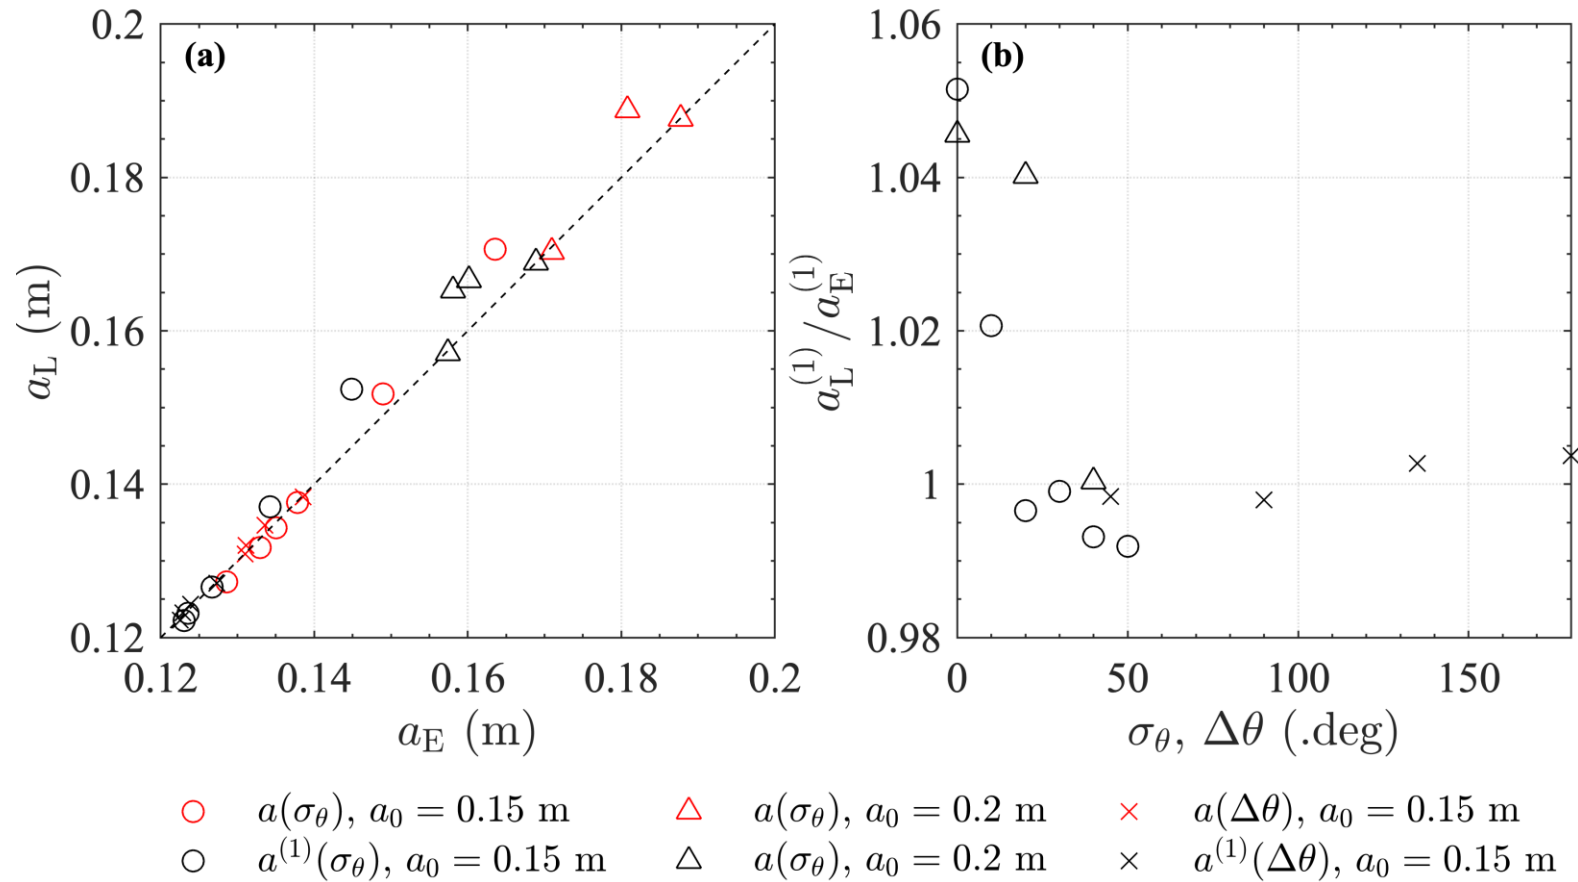 (a)
0.2
0.18
0.16
0.14
0.12
a_L (m)
0.12 0.14 0.16 0.18 0.2
a_E (m)
(b)
1.06
1.04
1.02
1
0.98
a_L^(1)/a_E^(1)
0 50 100 150
σ_θ, Δθ (.deg)
a(σ_θ), a_0 = 0.15 m a(σ_θ), a_0 = 0.2 m a(Δθ), a_0 = 0.15 m
a^(1)(σ_θ), a_0 = 0.15 m a(σ_θ), a_0 = 0.2 m a^(1)(Δθ), a_0 = 0.15 m